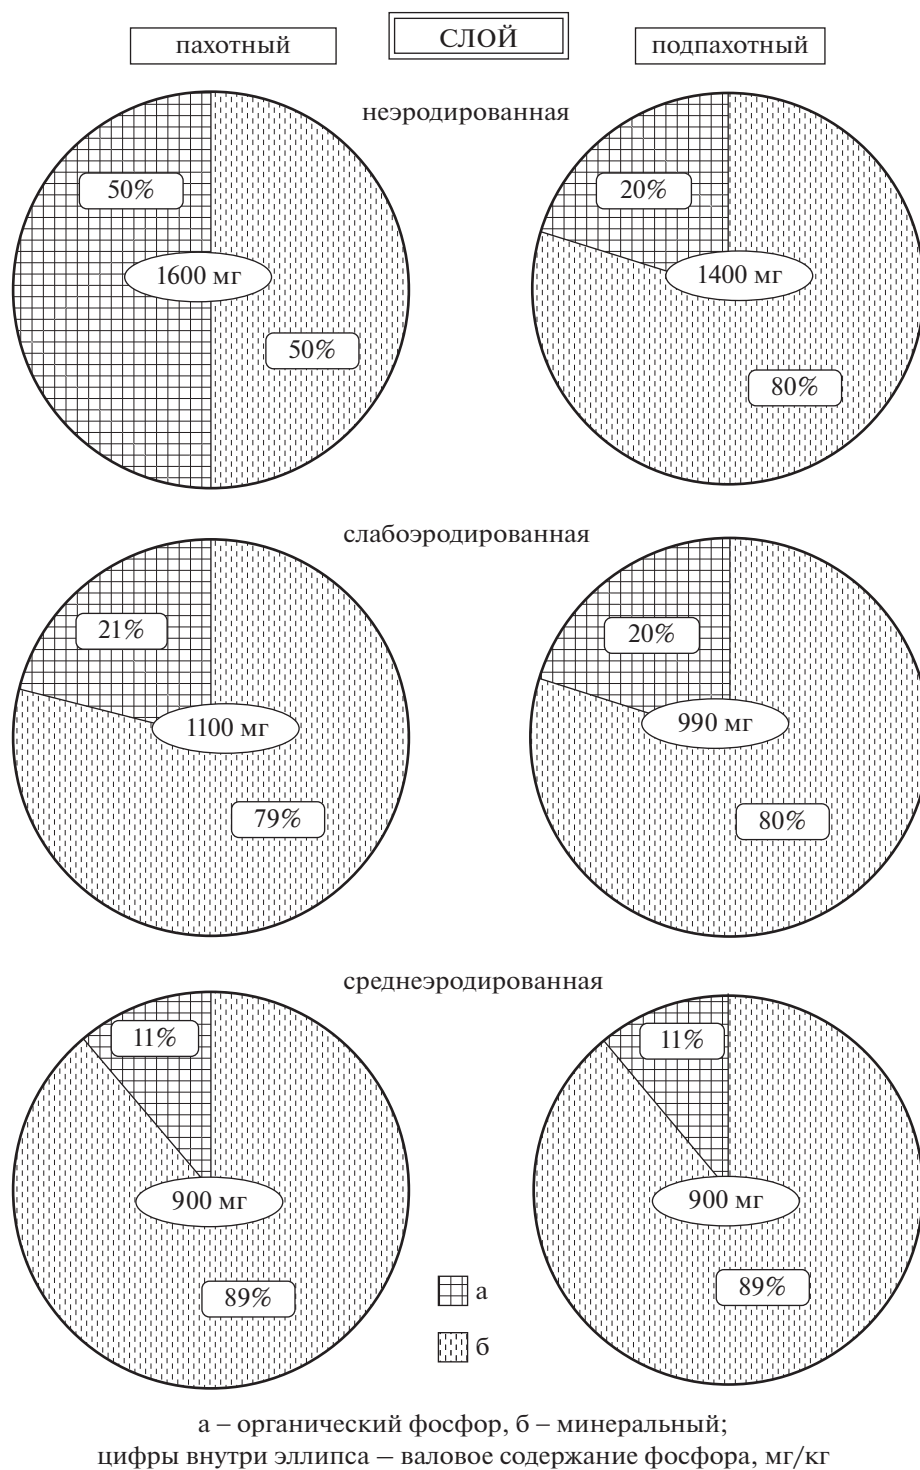 пахотный
СЛОЙ
подпахотный
неэродированная
50%
20%
1600 мг
1400 мг
50%
80%
слабоэродированная
21%
20%
1100 мг
990 мг
79%
80%
среднеэродированная
11%
11%
900 мг
900 мг
89%
89%
а
б
а – органический фосфор, б – минеральный;
цифры внутри эллипса – валовое содержание фосфора, мг/кг